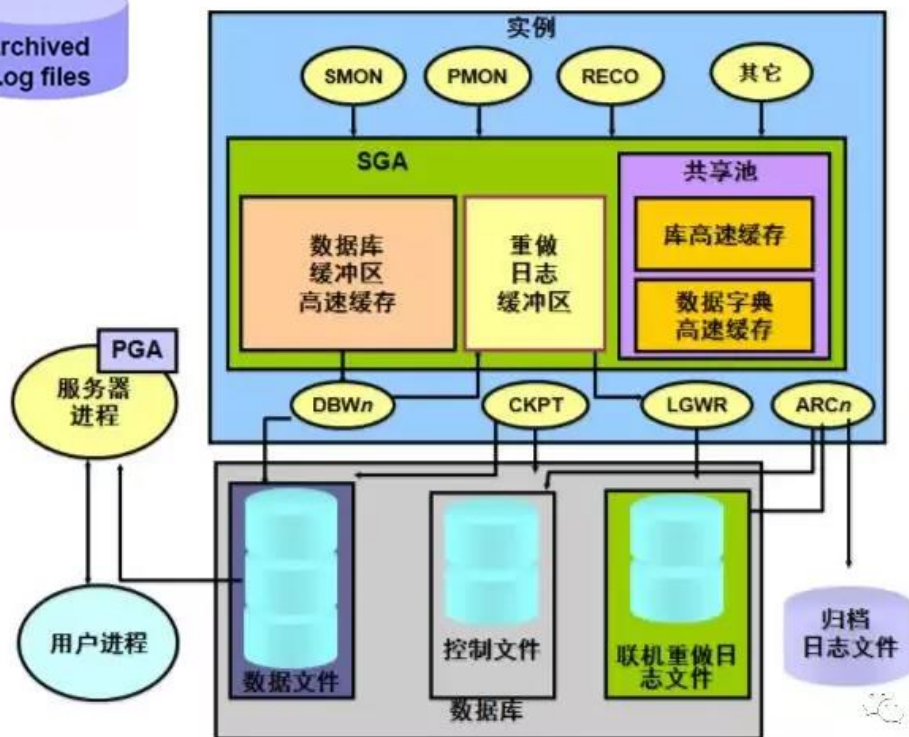 rchived
og files
实例
SMON
PMON
RECO
其它
SGA
共享池
数据库
缓冲区
高速缓存
重做
日志
缓冲区
库高速缓存
数据字典
高速缓存
PGA
服务器
进程
DBWn
CKPT
LGWR
ARCn
用户进程
数据文件
控制文件
联机重做日
志文件
数据库
归档
日志文件